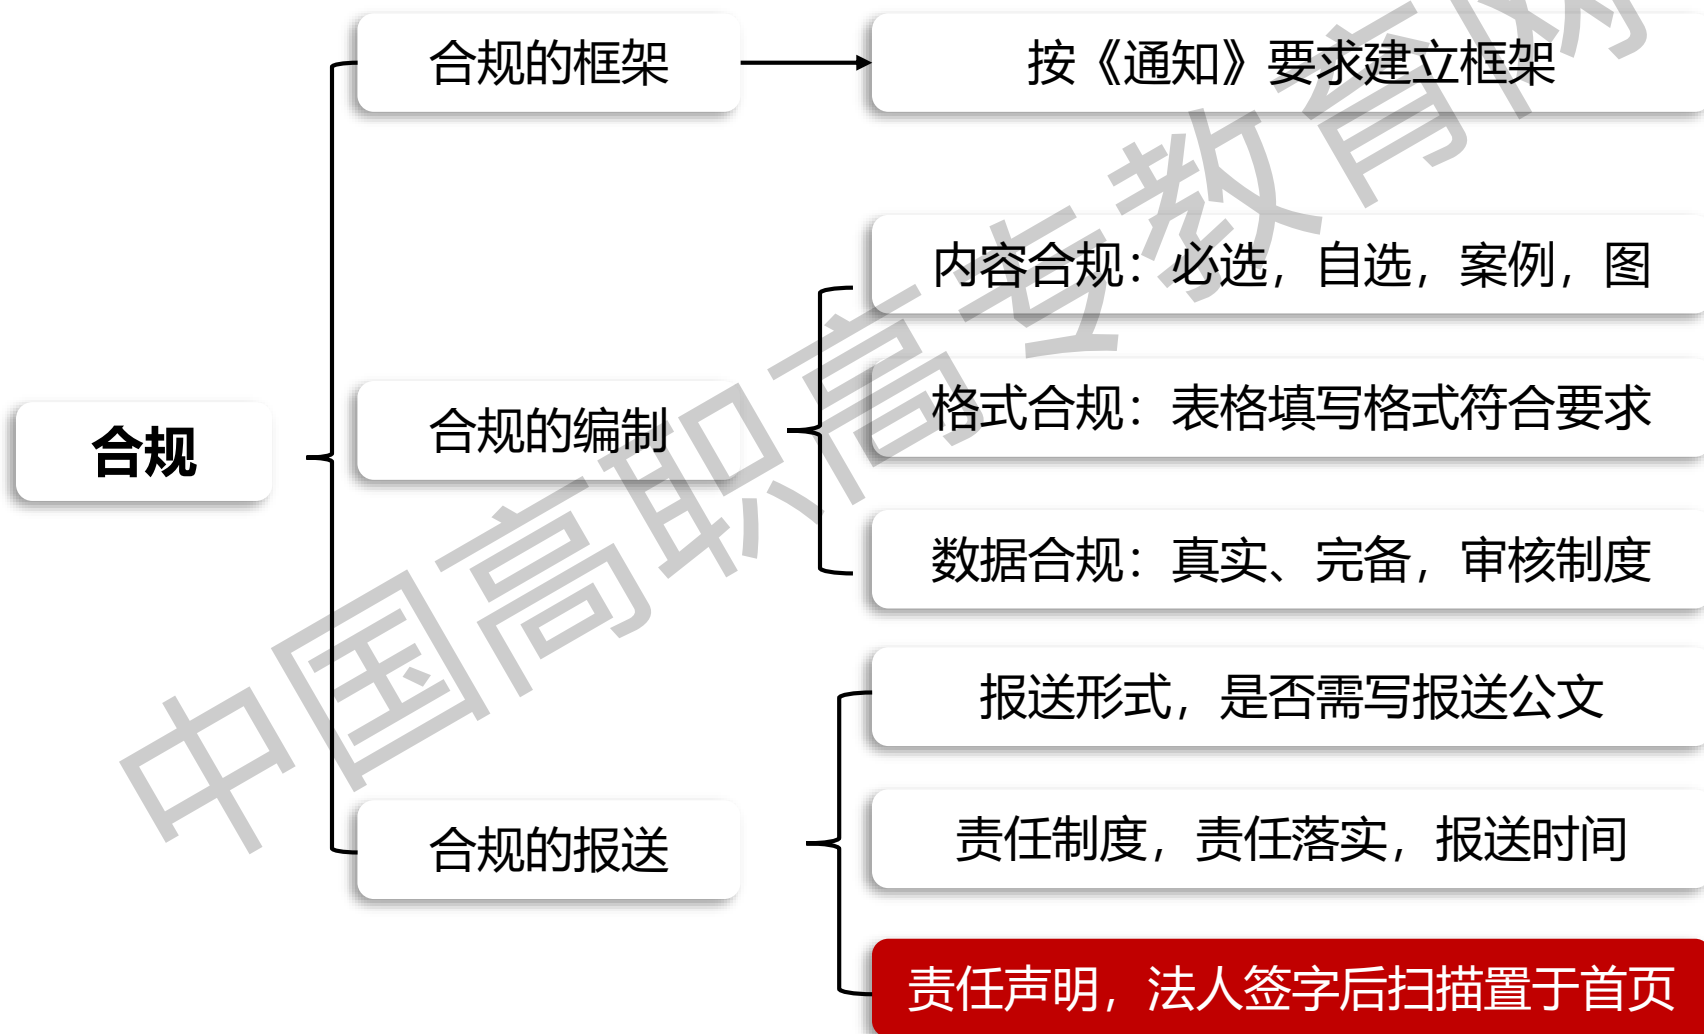 合规的框架
按《通知》要求建立框架
内容合规：必选，自选，案例，图
格式合规：表格填写格式符合要求
合规
合规的编制
数据合规：真实、完备，审核制度
报送形式，是否需写报送公文
合规的报送
责任制度，责任落实，报送时间
责任声明，法人签字后扫描置于首页
中国高职高专教育网